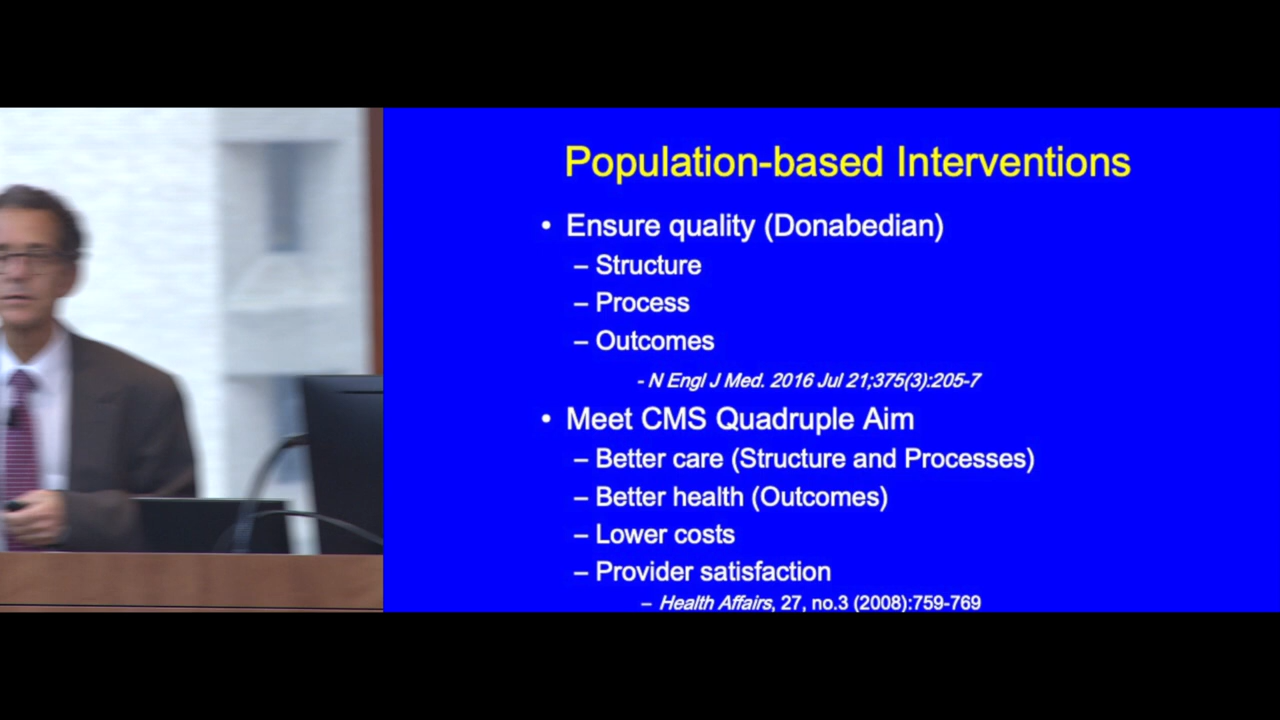 Population-based Interventions
• Ensure quality (Donabedian)
– Structure
– Process
– Outcomes
- N Engl J Med. 2016 Jul 21;375(3):205-7
• Meet CMS Quadruple Aim
– Better care (Structure and Processes)
– Better health (Outcomes)
– Lower costs
– Provider satisfaction
– Health Affairs, 27, no.3 (2008):759-769